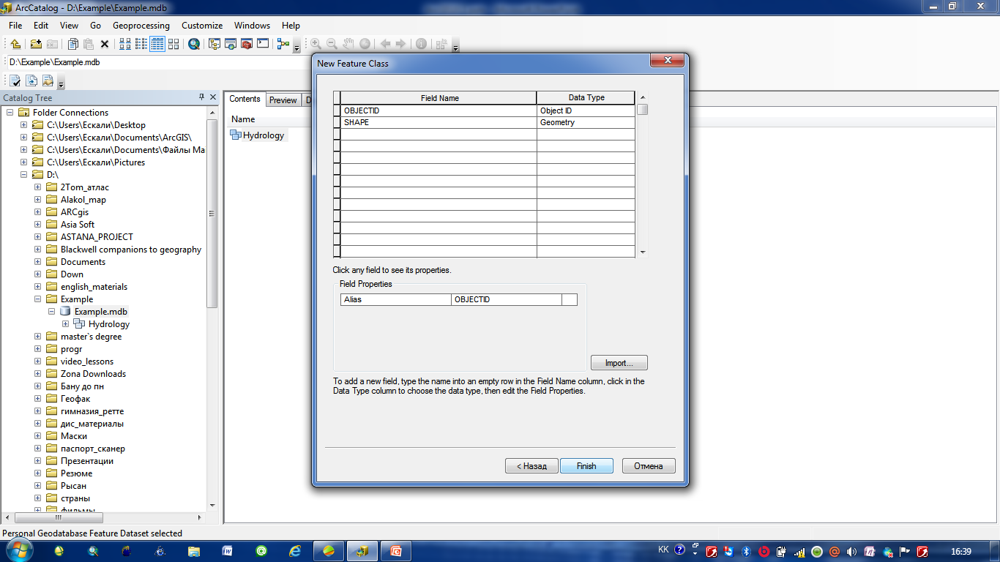 ArcCatalog - D:\Example\Example.mdb
File Edit View Go Geoprocessing Customize Windows Help
D:\Example\Example.mdb
Catalog Tree
Folder Connections
C:\Users\Ескали\Desktop
C:\Users\Ескали\Documents\ArcGIS\
C:\Users\Ескали\Documents\Файлы Ma
C:\Users\Ескали\Pictures
D:\
2Tom_атлас
Alakol_map
ARCgis
Asia Soft
ASTANA_PROJECT
Blackwell companions to geography
Documents
Down
english_materials
Example
Example.mdb
Hydrology
master`s degree
progr
video_lessons
Zona Downloads
Бану до пн
Геофак
гимназия_ретте
дис_материалы
Маски
паспорт_сканер
Презентации
Резюме
Рысан
страны
фильмы
Contents Preview D
Name
Hydrology
New Feature Class
Field Name Data Type
OBJECTID Object ID
SHAPE Geometry
Click any field to see its properties.
Field Properties
Alias OBJECTID
Import...
To add a new field, type the name into an empty row in the Field Name column, click in the
Data Type column to choose the data type, then edit the Field Properties.
< Назад Finish Отмена
Personal Geodatabase Feature Dataset selected
KK 16:39